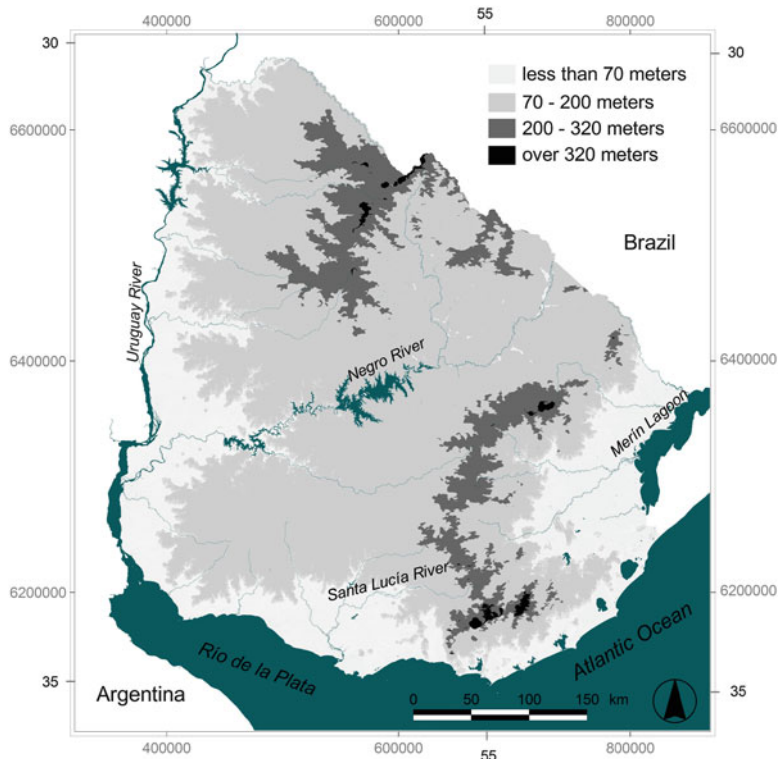 400000 600000 55 800000
30 30
less than 70 meters
70 - 200 meters
200 - 320 meters
over 320 meters
6600000 6600000
Brazil
Uruguay River
Negro River
6400000 6400000
Merín Lagoon
Santa Lucía River
6200000 6200000
Río de la Plata
Atlantic Ocean
35 35
Argentina
0 50 100 150 km
400000 600000 55 800000